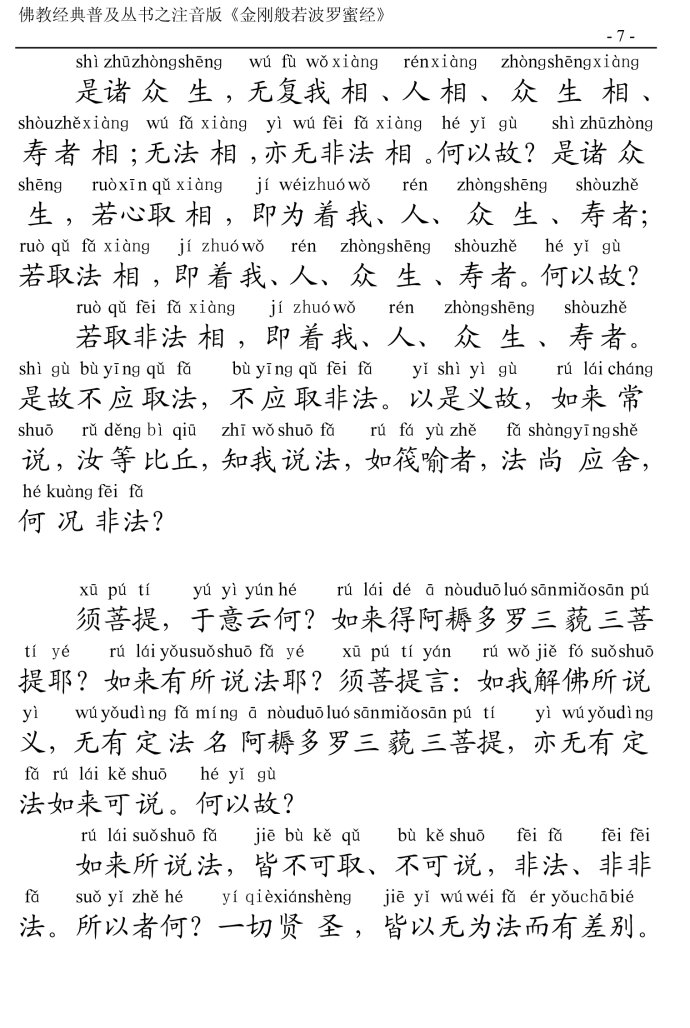 佛教经典普及丛书之注音版《金刚般若波罗蜜经》
- 7 -
shì zhūzhòngshēng wú fù wǒ xiàng rénxiàng zhòngshēngxiàng
是诸众生，无复我相、人相、众生相、
shòuzhěxiàng wú fǎ xiàng yì wú fēi fǎ xiàng hé yǐ gù shì zhūzhòng
寿者相；无法相，亦无非法相。何以故？是诸众
shēng ruòxīn qǔ xiàng jí wéizhuówǒ rén zhòngshēng shòuzhě
生，若心取相，即为着我、人、众生、寿者；
ruò qǔ fǎ xiàng jí zhuówǒ rén zhòngshēng shòuzhě hé yǐ gù
若取法相，即着我、人、众生、寿者。何以故？
ruò qǔ fēi fǎ xiàng jí zhuówǒ rén zhòngshēng shòuzhě
若取非法相，即着我、人、众生、寿者。
shì gù bù yīng qǔ fǎ bù yīng qǔ fēi fǎ yǐ shì yì gù rú lái cháng
是故不应取法，不应取非法。以是义故，如来常
shuō rǔ děng bì qiū zhī wǒ shuō fǎ rú fá yù zhě fǎ shàngyīngshě
说，汝等比丘，知我说法，如筏喻者，法尚应舍，
hé kuàng fēi fǎ
何况非法？
xū pú tí yú yì yún hé rú lái dé ā nòuduōluó sānmiǎosān pú
须菩提，于意云何？如来得阿耨多罗三藐三菩
tí yé rú lái yǒusuǒshuō fǎ yé xū pú tí yán rú wǒ jiě fó suǒshuō
提耶？如来有所说法耶？须菩提言：如我解佛所说
yì wúyǒudìng fǎ míng ā nòuduōluó sānmiǎosān pú tí yì wúyǒudìng
义，无有定法名阿耨多罗三藐三菩提，亦无有定
fǎ rú lái kě shuō hé yǐ gù
法如来可说。何以故？
rú lái suǒshuō fǎ jiē bù kě qǔ bù kě shuō fēi fǎ fēi fēi
如来所说法，皆不可取、不可说，非法、非非
fǎ suǒ yǐ zhě hé yí qièxiánshèng jiē yǐ wúwéi fǎ ér yǒuchābié
法。所以者何？一切贤圣，皆以无为法而有差别。